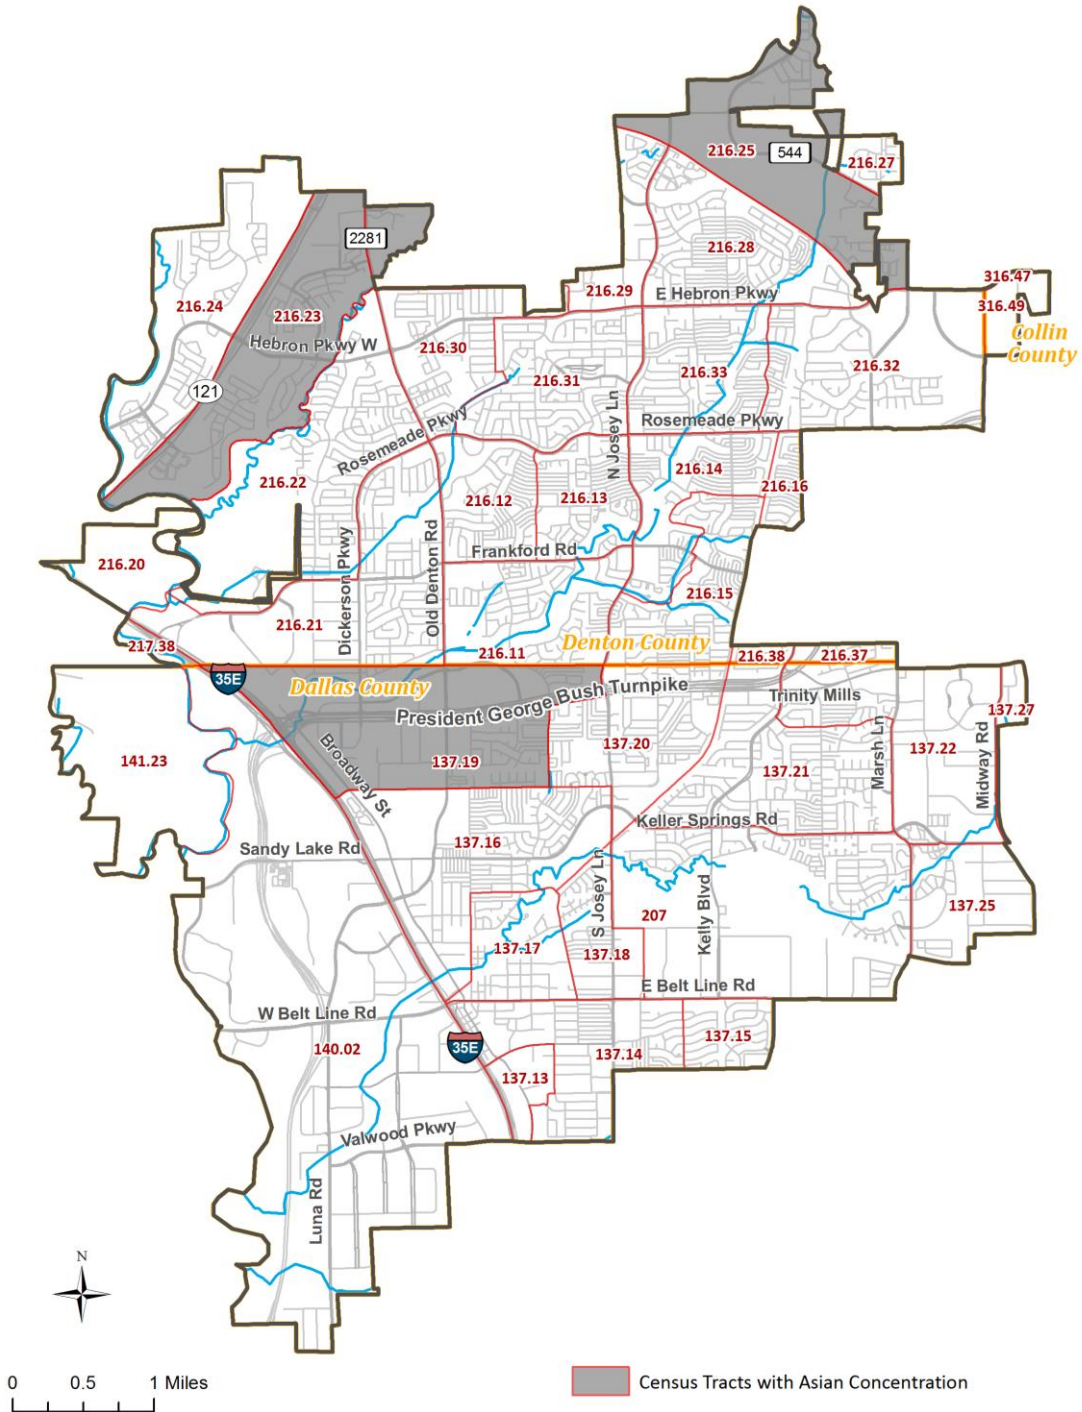 216.25
544
216.27
2281
216.28
216.24
216.23
216.29
E Hebron Pkwy
316.47
316.49
Collin
County
Hebron Pkwy W
216.30
216.31
216.33
216.32
121
N Josey Ln
Rosemeade Pkwy
Rosemeade Pkwy
216.22
216.12
216.13
216.14
216.16
Frankford Rd
216.20
Dickerson Pkwy
Old Denton Rd
216.15
216.21
217.38
216.11
Denton County
216.38
216.37
35E
Dallas County
President George Bush Turnpike
Trinity Mills
137.27
141.23
Broadway St
137.19
137.20
137.21
Marsh Ln
137.22
Midway Rd
Keller Springs Rd
137.16
Sandy Lake Rd
S Josey Ln
Kelly Blvd
207
137.25
137.17
137.18
E Belt Line Rd
W Belt Line Rd
140.02
35E
137.14
137.15
137.13
Valwood Pkwy
Luna Rd
N
0 0.5 1 Miles
Census Tracts with Asian Concentration